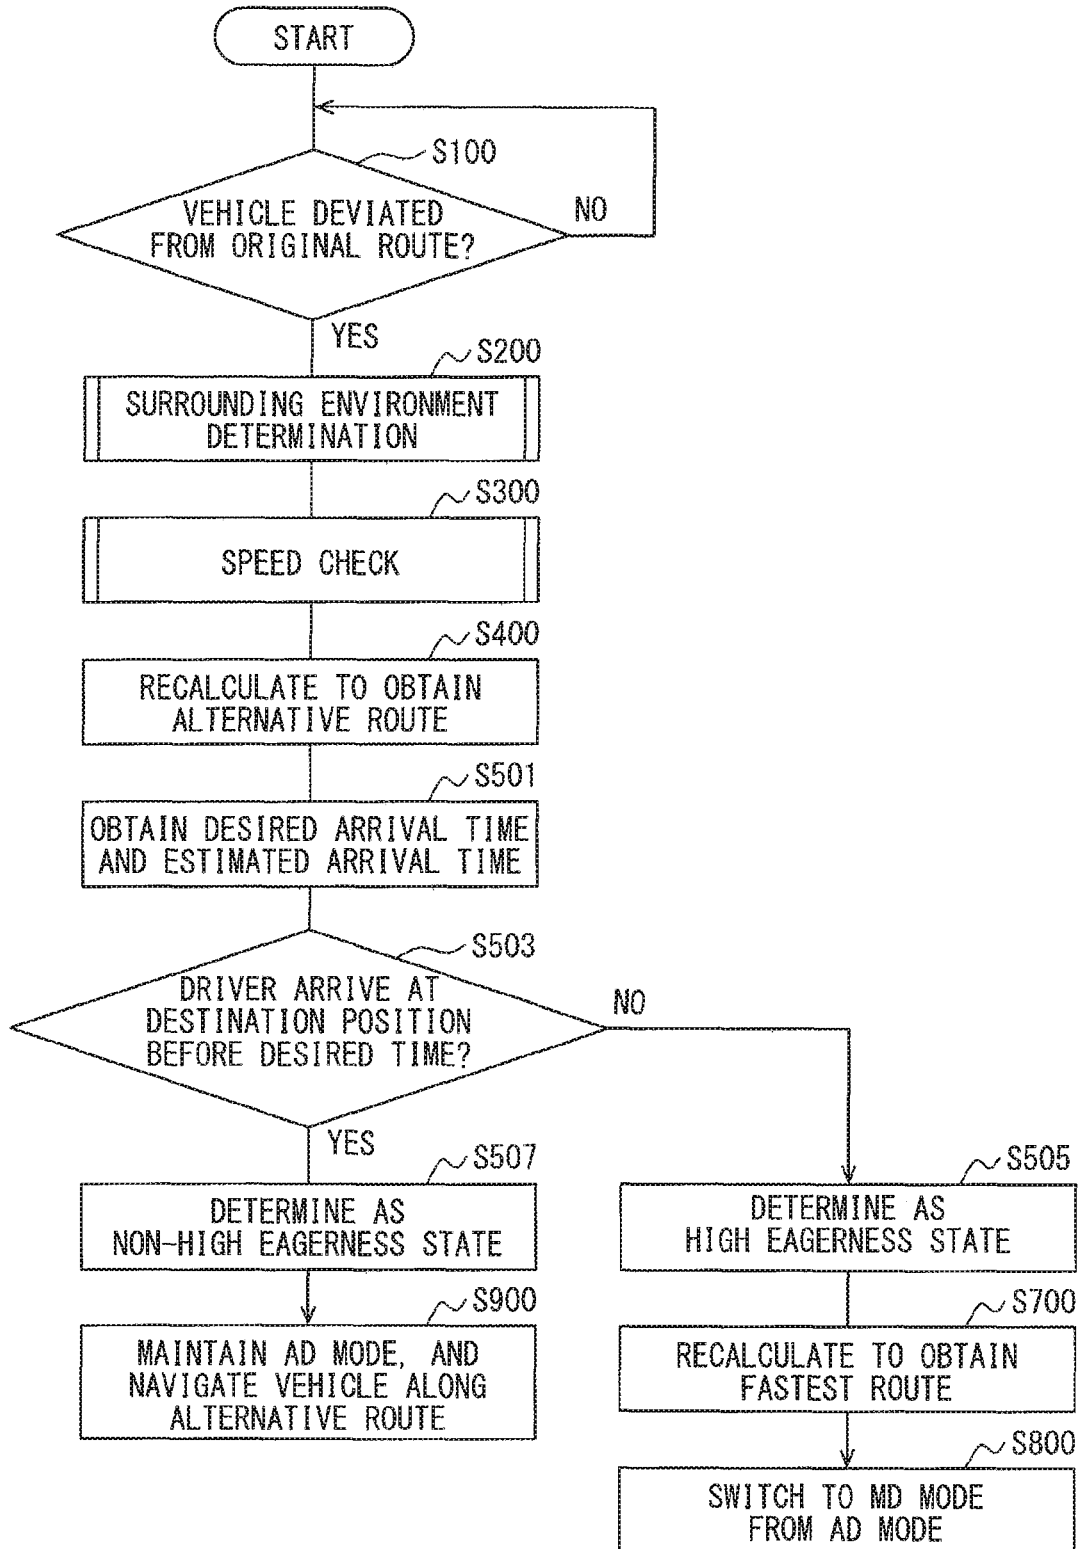 START
S100
VEHICLE DEVIATED
FROM ORIGINAL ROUTE?
NO
YES
S200
SURROUNDING ENVIRONMENT
DETERMINATION
S300
SPEED CHECK
S400
RECALCULATE TO OBTAIN
ALTERNATIVE ROUTE
S501
OBTAIN DESIRED ARRIVAL TIME
AND ESTIMATED ARRIVAL TIME
S503
DRIVER ARRIVE AT
DESTINATION POSITION
BEFORE DESIRED TIME?
NO
YES
S507
DETERMINE AS
NON-HIGH EAGERNESS STATE
S900
MAINTAIN AD MODE, AND
NAVIGATE VEHICLE ALONG
ALTERNATIVE ROUTE
S505
DETERMINE AS
HIGH EAGERNESS STATE
S700
RECALCULATE TO OBTAIN
FASTEST ROUTE
S800
SWITCH TO MD MODE
FROM AD MODE